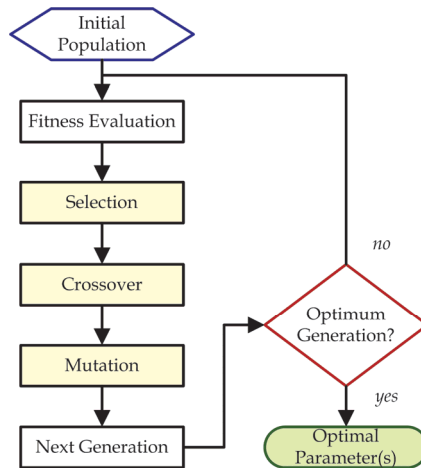 Initial
Population
Fitness Evaluation
Selection
Crossover
Mutation
Next Generation
no
Optimum
Generation?
yes
Optimal
Parameter(s)